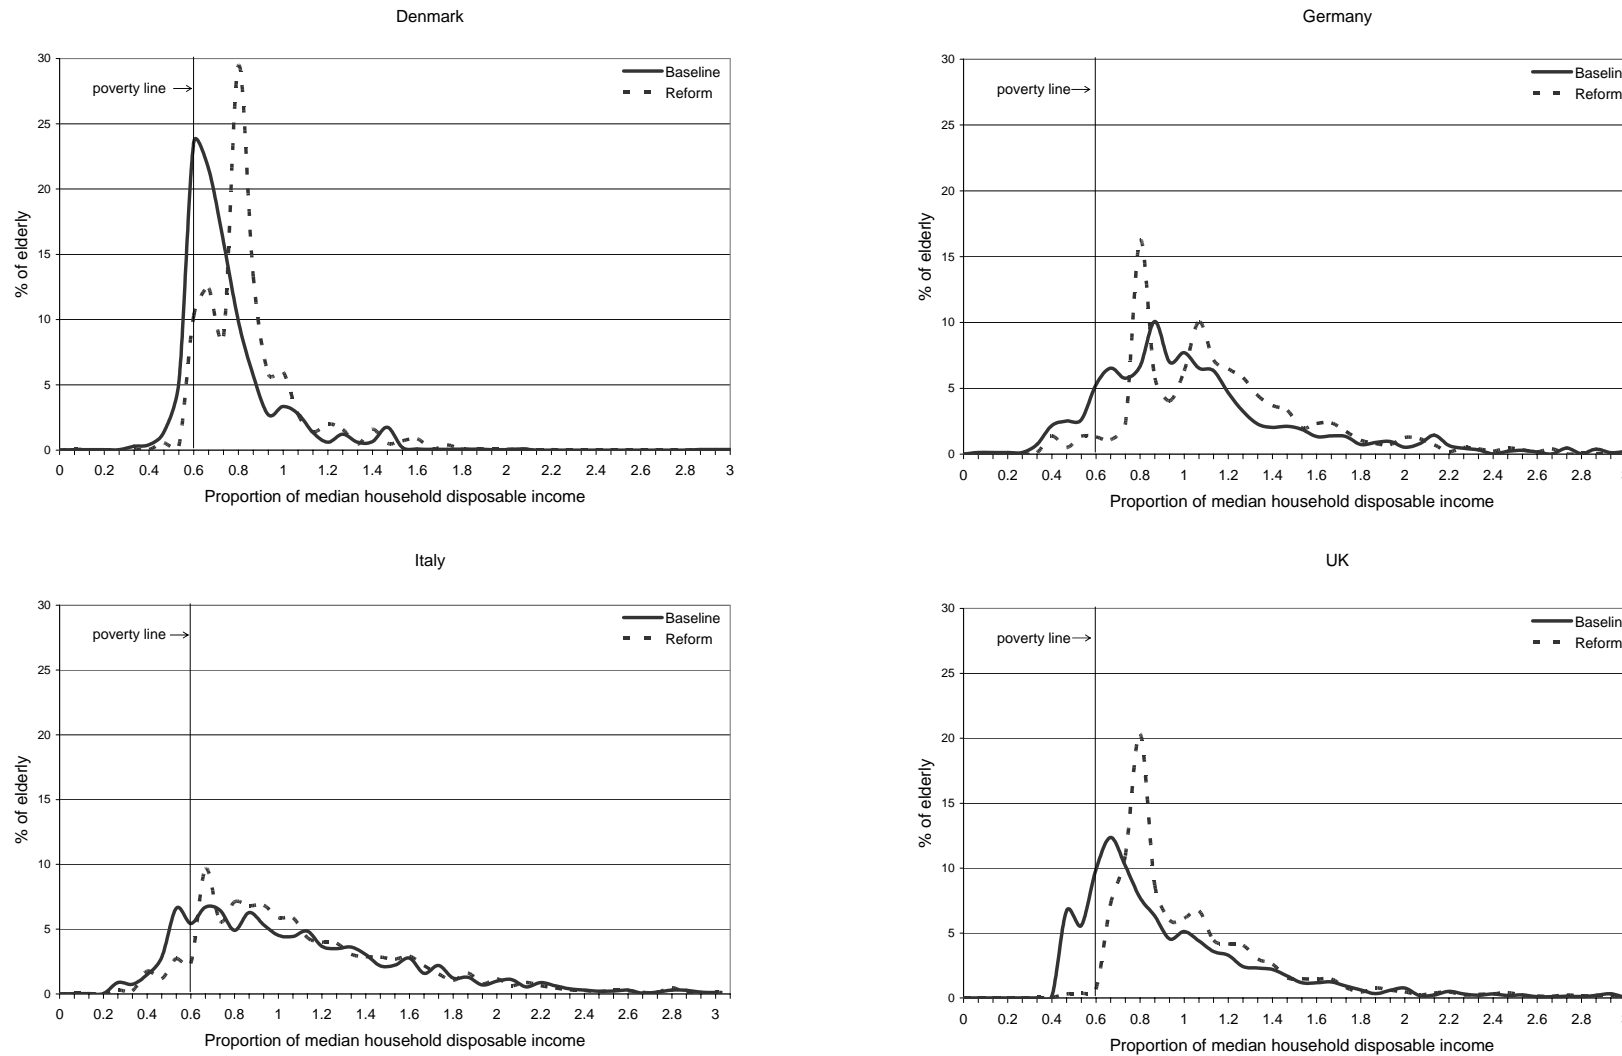 Denmark
30
25
20
15
10
5
0
% of elderly
poverty line
Baseline
Reform
0 0.2 0.4 0.6 0.8 1 1.2 1.4 1.6 1.8 2 2.2 2.4 2.6 2.8 3
Proportion of median household disposable income
Germany
30
25
20
15
10
5
0
% of elderly
poverty line
Baselin
Reform
0 0.2 0.4 0.6 0.8 1 1.2 1.4 1.6 1.8 2 2.2 2.4 2.6 2.8
Proportion of median household disposable income
Italy
30
25
20
15
10
5
0
% of elderly
poverty line
Baseline
Reform
0 0.2 0.4 0.6 0.8 1 1.2 1.4 1.6 1.8 2 2.2 2.4 2.6 2.8 3
Proportion of median household disposable income
UK
30
25
20
15
10
5
0
% of elderly
poverty line
Baselin
Reform
0 0.2 0.4 0.6 0.8 1 1.2 1.4 1.6 1.8 2 2.2 2.4 2.6 2.8
Proportion of median household disposable income